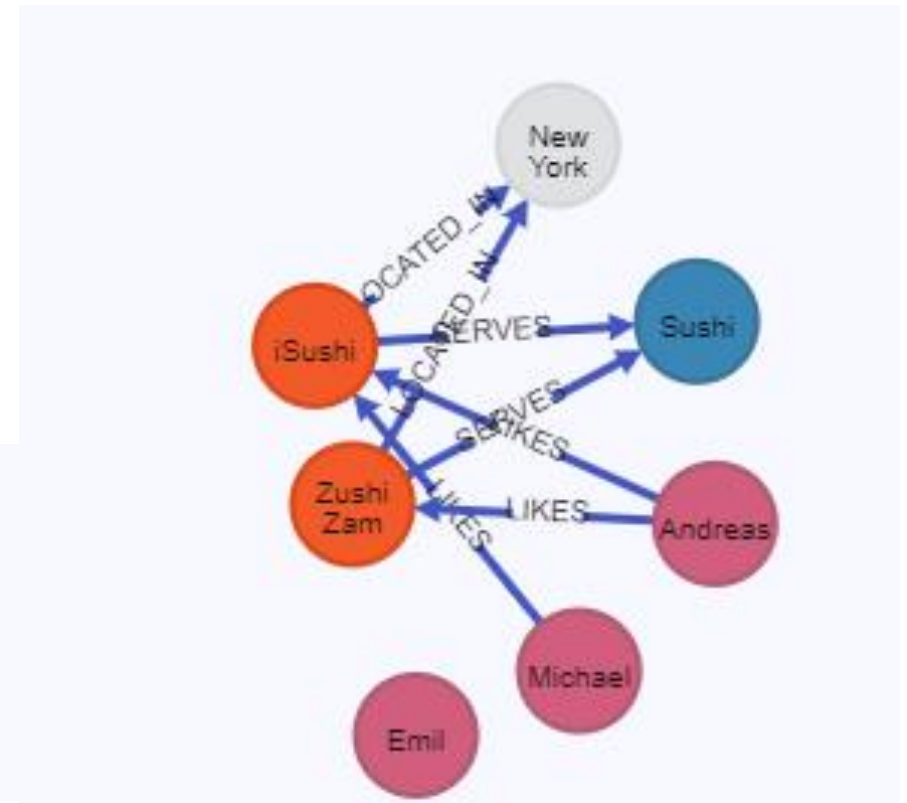 New
York
LOCATED_IN
LOCATED_IN
Sushi
SERVES
iSushi
SERVES
LIKES
Zushi
Zam
LIKES
Andreas
LIKES
Michael
Emil